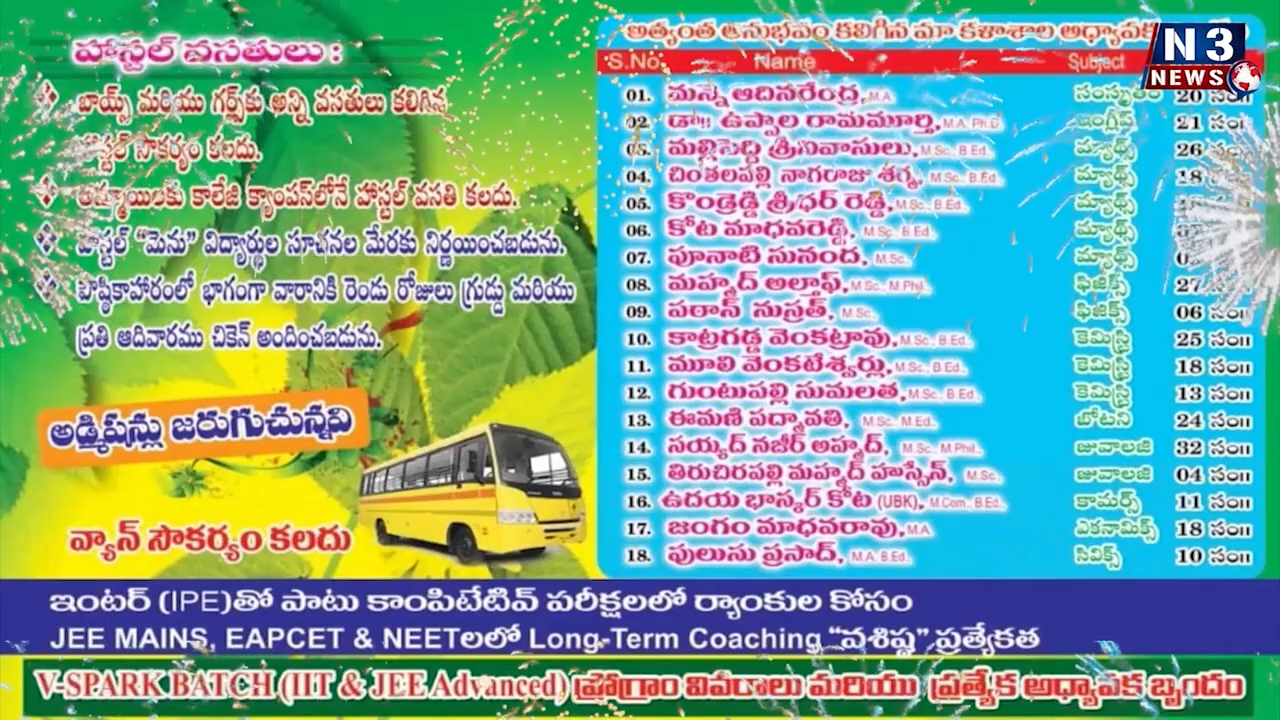 హాస్టల్ వసతులు :
బాయ్స్ మరియు గర్ల్స్‌కు అన్ని వసతులు కలిగిన
హాస్టల్ సౌకర్యం కలదు.
అమ్మాయిలకు కాలేజి క్యాంపస్‌లోనే హాస్టల్ వసతి కలదు.
హాస్టల్ “మెను” విద్యార్థుల సూచనల మేరకు నిర్ణయించబడును.
పౌష్ఠికాహారంలో భాగంగా వారానికి రెండు రోజులు గ్రుడ్డు మరియు
ప్రతి ఆదివారము చికెన్ అందించబడును.
అడ్మిషన్లు జరుగుచున్నవి
వ్యాన్ సౌకర్యం కలదు
అత్యంత అనుభవం కలిగిన మా కళాశాల అధ్యాపక
N3
NEWS
S.No Name Subject
01. మన్నె ఆదినరేంద్ర, M.A. సంస్కృతం 20 సం॥
02. డా॥ ఉప్పాల రామమూర్తి, M.A. Ph.D ఇంగ్లీష్ 21 సం॥
03. మల్లిపెద్ది శ్రీనివాసులు, M.Sc., B.Ed. మ్యాథ్స్ 26 సం॥
04. చింతలపల్లి నాగరాజు శర్మ, M.Sc., B.Ed. మ్యాథ్స్ 18
05. కొండ్రెడ్డి శ్రీధర్ రెడ్డి, M.Sc., B.Ed. మ్యాథ్స్
06. కోట మాధవరెడ్డి, M.Sc., B.Ed. మ్యాథ్స్
07. పూనాటి సునంద, M.Sc. మ్యాథ్స్
08. మహ్మద్ అల్తాఫ్, M.Sc., M.Phil. ఫిజిక్స్ 27
09. పఠాన్ నుస్రత్, M.Sc. ఫిజిక్స్ 06 సం॥
10. కాట్రగడ్డ వెంకట్రావు, M.Sc., B.Ed. కెమిస్ట్రి 25 సం॥
11. మూలి వెంకటేశ్వర్లు, M.Sc., B.Ed. కెమిస్ట్రి 18 సం॥
12. గుంటుపల్లి సుమలత, M.Sc., B.Ed. కెమిస్ట్రి 13 సం॥
13. ఈమణి పద్మావతి, M.Sc., M.Ed. బోటని 24 సం॥
14. సయ్యద్ నజీర్ అహ్మద్, M.Sc., M.Phil. జువాలజి 32 సం॥
15. తిరుచిరపల్లి మహ్మద్ హుస్సేన్, M.Sc. జువాలజి 04 సం॥
16. ఉదయ భాస్కర్ కోట (UBK), M.Com., B.Ed. కామర్స్ 11 సం॥
17. జంగం మాధవరావు, M.A. ఎకనామిక్స్ 18 సం॥
18. పులుసు ప్రసాద్, M.A. B.Ed. సివిక్స్ 10 సం॥
ఇంటర్ (IPE)తో పాటు కాంపిటేటివ్ పరీక్షలలో ర్యాంకుల కోసం
JEE MAINS, EAPCET & NEETలలో Long-Term Coaching “వశిష్ఠ” ప్రత్యేకత
V-SPARK BATCH (IIT & JEE Advanced) ప్రోగ్రాం వివరాలు మరియు ప్రత్యేక అధ్యాపక బృందం